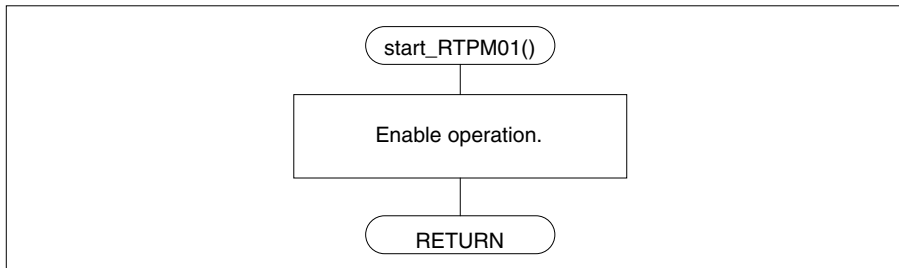 start_RTPM01()
Enable operation.
RETURN